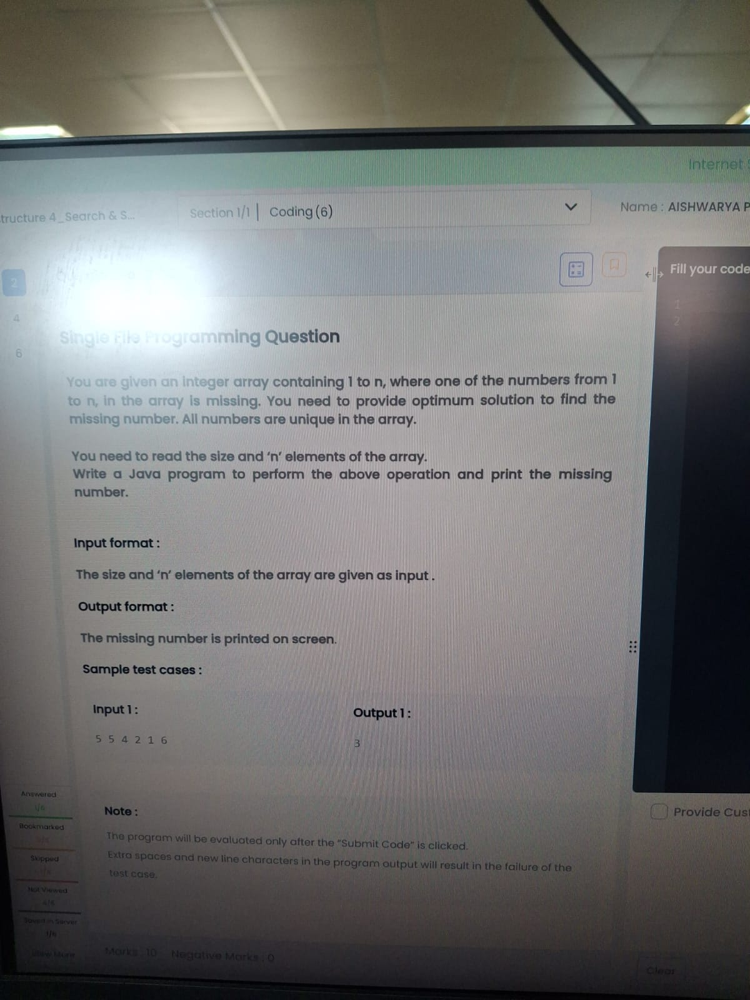 Internet
tructure 4_Search & S...
Section 1/1 | Coding (6)
Name : AISHWARYA P
2
Fill your code
1
4
2
Single File Programming Question
6
You are given an integer array containing 1 to n, where one of the numbers from 1
to n, in the array is missing. You need to provide optimum solution to find the
missing number. All numbers are unique in the array.
You need to read the size and ‘n’ elements of the array.
Write a Java program to perform the above operation and print the missing
number.
Input format :
The size and ‘n’ elements of the array are given as input .
Output format :
The missing number is printed on screen.
Sample test cases :
Input 1 :
Output 1 :
5 5 4 2 1 6
3
Answered
1/6
Note :
Provide Cus
Bookmarked
The program will be evaluated only after the “Submit Code” is clicked.
Skipped
Extra spaces and new line characters in the program output will result in the failure of the
test case.
Not Viewed
4/6
Saved in Server
1/6
View More
Marks : 10
Negative Marks : 0
Clear